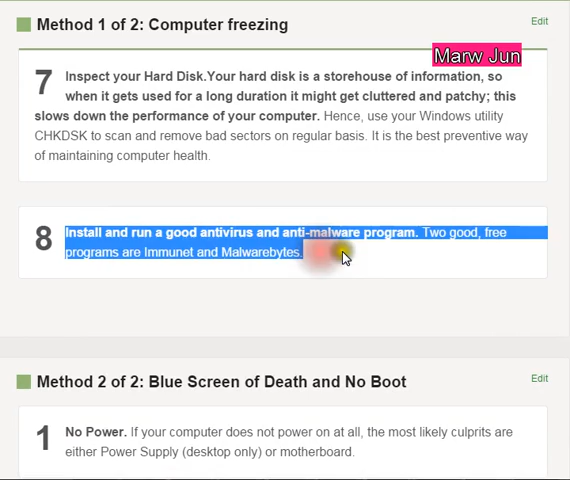 Method 1 of 2: Computer freezing
Edit
Marw Jun
7
Inspect your Hard Disk.Your hard disk is a storehouse of information, so
when it gets used for a long duration it might get cluttered and patchy; this
slows down the performance of your computer. Hence, use your Windows utility
CHKDSK to scan and remove bad sectors on regular basis. It is the best preventive way
of maintaining computer health.
8
Install and run a good antivirus and anti-malware program. Two good, free
programs are Immunet and Malwarebytes.
Method 2 of 2: Blue Screen of Death and No Boot
Edit
1
No Power. If your computer does not power on at all, the most likely culprits are
either Power Supply (desktop only) or motherboard.